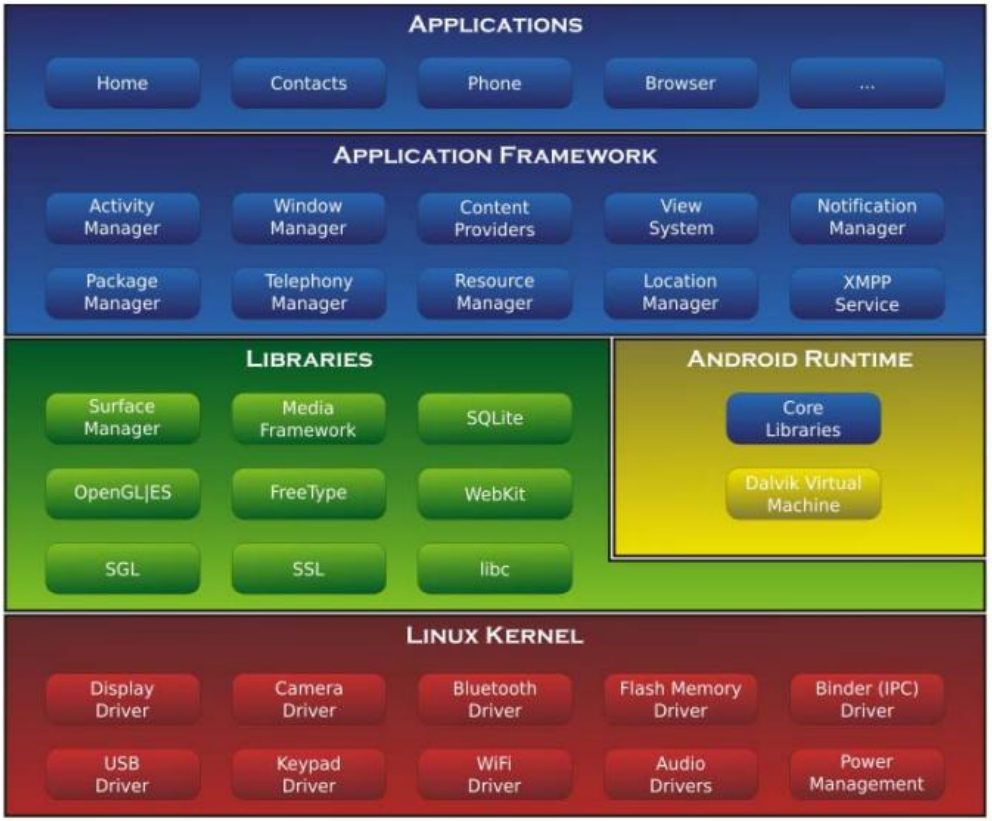 APPLICATIONS
Home
Contacts
Phone
Browser
...
APPLICATION FRAMEWORK
Activity
Manager
Window
Manager
Content
Providers
View
System
Notification
Manager
Package
Manager
Telephony
Manager
Resource
Manager
Location
Manager
XMPP
Service
LIBRARIES
Surface
Manager
Media
Framework
SQLite
OpenGL|ES
FreeType
WebKit
SGL
SSL
libc
ANDROID RUNTIME
Core
Libraries
Dalvik Virtual
Machine
LINUX KERNEL
Display
Driver
Camera
Driver
Bluetooth
Driver
Flash Memory
Driver
Binder (IPC)
Driver
USB
Driver
Keypad
Driver
WiFi
Driver
Audio
Drivers
Power
Management